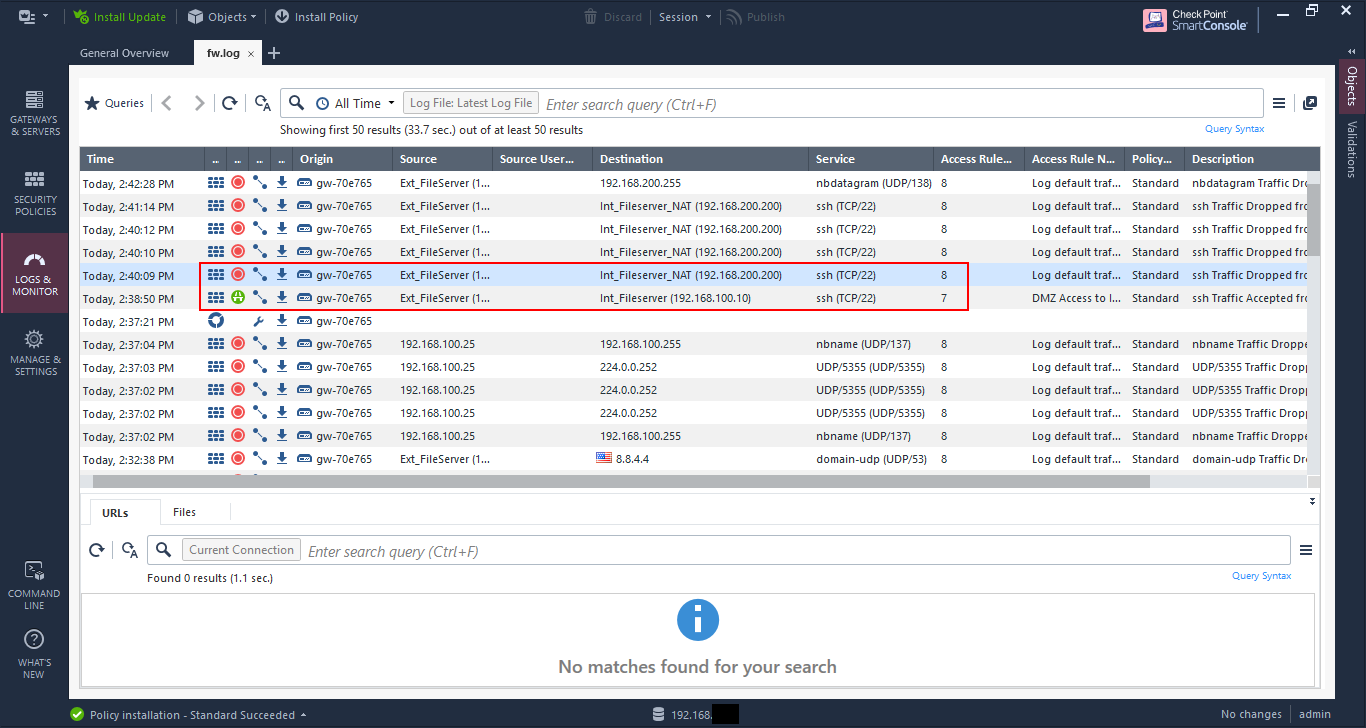 Install Update Objects Install Policy Discard Session Publish Check Point SmartConsole
General Overview fw.log
GATEWAYS & SERVERS
SECURITY POLICIES
LOGS & MONITOR
MANAGE & SETTINGS
COMMAND LINE
WHAT'S NEW
Objects
Validations
Queries All Time Log File: Latest Log File Enter search query (Ctrl+F)
Showing first 50 results (33.7 sec.) out of at least 50 results Query Syntax
Time ... ... ... ... Origin Source Source User... Destination Service Access Rule... Access Rule N... Policy... Description
Today, 2:42:28 PM gw-70e765 Ext_FileServer (1... 192.168.200.255 nbdatagram (UDP/138) 8 Log default traf... Standard nbdatagram Traffic Dr
Today, 2:41:14 PM gw-70e765 Ext_FileServer (1... Int_Fileserver_NAT (192.168.200.200) ssh (TCP/22) 8 Log default traf... Standard ssh Traffic Dropped fro
Today, 2:40:12 PM gw-70e765 Ext_FileServer (1... Int_Fileserver_NAT (192.168.200.200) ssh (TCP/22) 8 Log default traf... Standard ssh Traffic Dropped fro
Today, 2:40:10 PM gw-70e765 Ext_FileServer (1... Int_Fileserver_NAT (192.168.200.200) ssh (TCP/22) 8 Log default traf... Standard ssh Traffic Dropped fro
Today, 2:40:09 PM gw-70e765 Ext_FileServer (1... Int_Fileserver_NAT (192.168.200.200) ssh (TCP/22) 8 Log default traf... Standard ssh Traffic Dropped fro
Today, 2:38:50 PM gw-70e765 Ext_FileServer (1... Int_Fileserver (192.168.100.10) ssh (TCP/22) 7 DMZ Access to I... Standard ssh Traffic Accepted fro
Today, 2:37:21 PM gw-70e765
Today, 2:37:04 PM gw-70e765 192.168.100.25 192.168.100.255 nbname (UDP/137) 8 Log default traf... Standard nbname Traffic Droppe
Today, 2:37:03 PM gw-70e765 192.168.100.25 224.0.0.252 UDP/5355 (UDP/5355) 8 Log default traf... Standard UDP/5355 Traffic Dropp
Today, 2:37:02 PM gw-70e765 192.168.100.25 224.0.0.252 UDP/5355 (UDP/5355) 8 Log default traf... Standard UDP/5355 Traffic Dropp
Today, 2:37:02 PM gw-70e765 192.168.100.25 224.0.0.252 UDP/5355 (UDP/5355) 8 Log default traf... Standard UDP/5355 Traffic Dropp
Today, 2:37:02 PM gw-70e765 192.168.100.25 192.168.100.255 nbname (UDP/137) 8 Log default traf... Standard nbname Traffic Droppe
Today, 2:32:38 PM gw-70e765 Ext_FileServer (1... 8.8.4.4 domain-udp (UDP/53) 8 Log default traf... Standard domain-udp Traffic Dr
URLs Files
Current Connection Enter search query (Ctrl+F)
Found 0 results (1.1 sec.) Query Syntax
No matches found for your search
Policy installation - Standard Succeeded 192.168. No changes admin